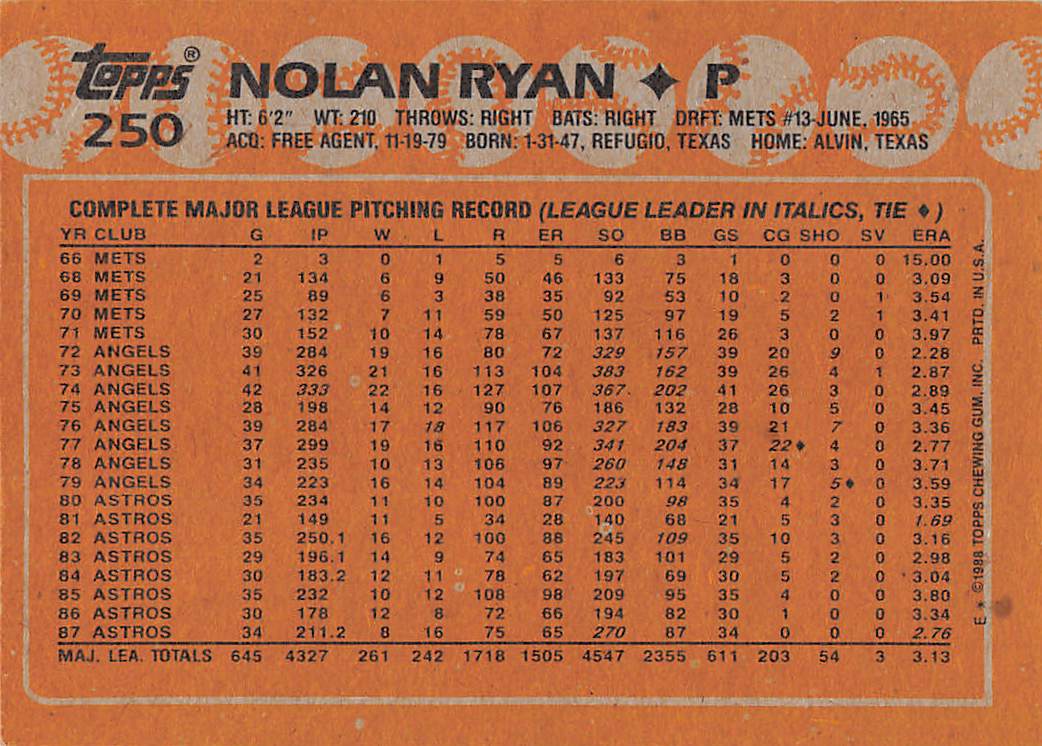 Topps®
NOLAN RYAN ✦ P
250
HT: 6'2" WT: 210 THROWS: RIGHT BATS: RIGHT DRFT: METS #13-JUNE, 1965
ACQ: FREE AGENT, 11-19-79 BORN: 1-31-47, REFUGIO, TEXAS HOME: ALVIN, TEXAS
COMPLETE MAJOR LEAGUE PITCHING RECORD (LEAGUE LEADER IN ITALICS, TIE ♦)
YR CLUB G IP W L R ER SO BB GS CG SHO SV ERA
66 METS 2 3 0 1 5 5 6 3 1 0 0 0 15.00
68 METS 21 134 6 9 50 46 133 75 18 3 0 0 3.09
69 METS 25 89 6 3 38 35 92 53 10 2 0 1 3.54
70 METS 27 132 7 11 59 50 125 97 19 5 2 1 3.41
71 METS 30 152 10 14 78 67 137 116 26 3 0 0 3.97
72 ANGELS 39 284 19 16 80 72 329 157 39 20 9 0 2.28
73 ANGELS 41 326 21 16 113 104 383 162 39 26 4 1 2.87
74 ANGELS 42 333 22 16 127 107 367 202 41 26 3 0 2.89
75 ANGELS 28 198 14 12 90 76 186 132 28 10 5 0 3.45
76 ANGELS 39 284 17 18 117 106 327 183 39 21 7 0 3.36
77 ANGELS 37 299 19 16 110 92 341 204 37 22♦ 4 0 2.77
78 ANGELS 31 235 10 13 106 97 260 148 31 14 3 0 3.71
79 ANGELS 34 223 16 14 104 89 223 114 34 17 5♦ 0 3.59
80 ASTROS 35 234 11 10 100 87 200 98 35 4 2 0 3.35
81 ASTROS 21 149 11 5 34 28 140 68 21 5 3 0 1.69
82 ASTROS 35 250.1 16 12 100 88 245 109 35 10 3 0 3.16
83 ASTROS 29 196.1 14 9 74 65 183 101 29 5 2 0 2.98
84 ASTROS 30 183.2 12 11 78 62 197 69 30 5 2 0 3.04
85 ASTROS 35 232 10 12 108 98 209 95 35 4 0 0 3.80
86 ASTROS 30 178 12 8 72 66 194 82 30 1 0 0 3.34
87 ASTROS 34 211.2 8 16 75 65 270 87 34 0 0 0 2.76
MAJ. LEA. TOTALS 645 4327 261 242 1718 1505 4547 2355 611 203 54 3 3.13
E * ©1988 TOPPS CHEWING GUM, INC. PRTD. IN U.S.A.